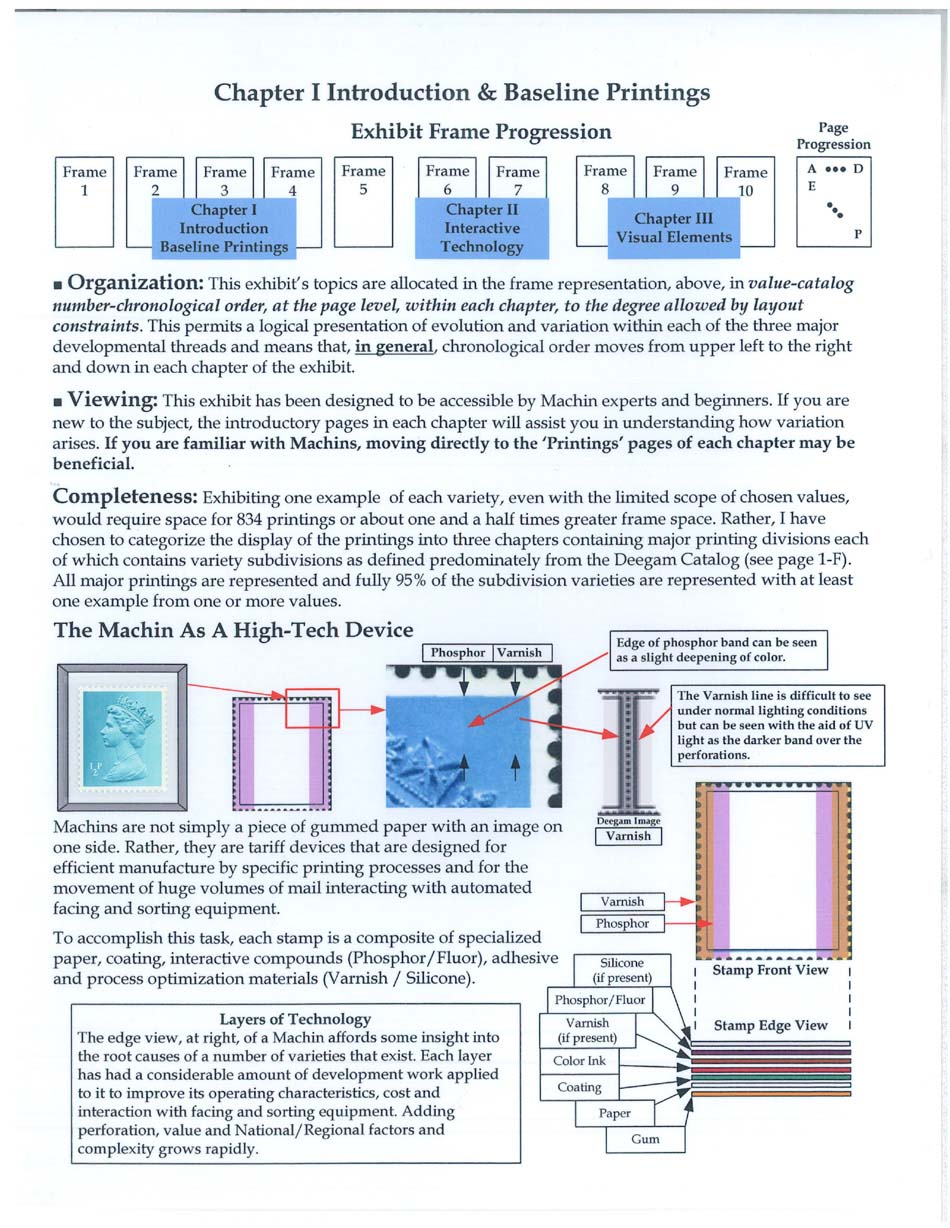 Chapter I Introduction & Baseline Printings
Exhibit Frame Progression
Page
Progression
Frame
1
Frame
2
Frame
3
Frame
4
Frame
5
Frame
6
Frame
7
Frame
8
Frame
9
Frame
10
A ••• D
E
P
Chapter I
Introduction
Baseline Printings
Chapter II
Interactive
Technology
Chapter III
Visual Elements
■ Organization: This exhibit's topics are allocated in the frame representation, above, in value-catalog
number-chronological order, at the page level, within each chapter, to the degree allowed by layout
constraints. This permits a logical presentation of evolution and variation within each of the three major
developmental threads and means that, in general, chronological order moves from upper left to the right
and down in each chapter of the exhibit.
■ Viewing: This exhibit has been designed to be accessible by Machin experts and beginners. If you are
new to the subject, the introductory pages in each chapter will assist you in understanding how variation
arises. If you are familiar with Machins, moving directly to the 'Printings' pages of each chapter may be
beneficial.
Completeness: Exhibiting one example of each variety, even with the limited scope of chosen values,
would require space for 834 printings or about one and a half times greater frame space. Rather, I have
chosen to categorize the display of the printings into three chapters containing major printing divisions each
of which contains variety subdivisions as defined predominately from the Deegam Catalog (see page 1-F).
All major printings are represented and fully 95% of the subdivision varieties are represented with at least
one example from one or more values.
The Machin As A High-Tech Device
Phosphor Varnish
Edge of phosphor band can be seen
as a slight deepening of color.
The Varnish line is difficult to see
under normal lighting conditions
but can be seen with the aid of UV
light as the darker band over the
perforations.
½P
Deegam Image
Varnish
Machins are not simply a piece of gummed paper with an image on
one side. Rather, they are tariff devices that are designed for
efficient manufacture by specific printing processes and for the
movement of huge volumes of mail interacting with automated
facing and sorting equipment.
To accomplish this task, each stamp is a composite of specialized
paper, coating, interactive compounds (Phosphor/Fluor), adhesive
and process optimization materials (Varnish / Silicone).
Varnish
Phosphor
Stamp Front View
Stamp Edge View
Silicone
(if present)
Phosphor/Fluor
Varnish
(if present)
Color Ink
Coating
Paper
Gum
Layers of Technology
The edge view, at right, of a Machin affords some insight into
the root causes of a number of varieties that exist. Each layer
has had a considerable amount of development work applied
to it to improve its operating characteristics, cost and
interaction with facing and sorting equipment. Adding
perforation, value and National/Regional factors and
complexity grows rapidly.